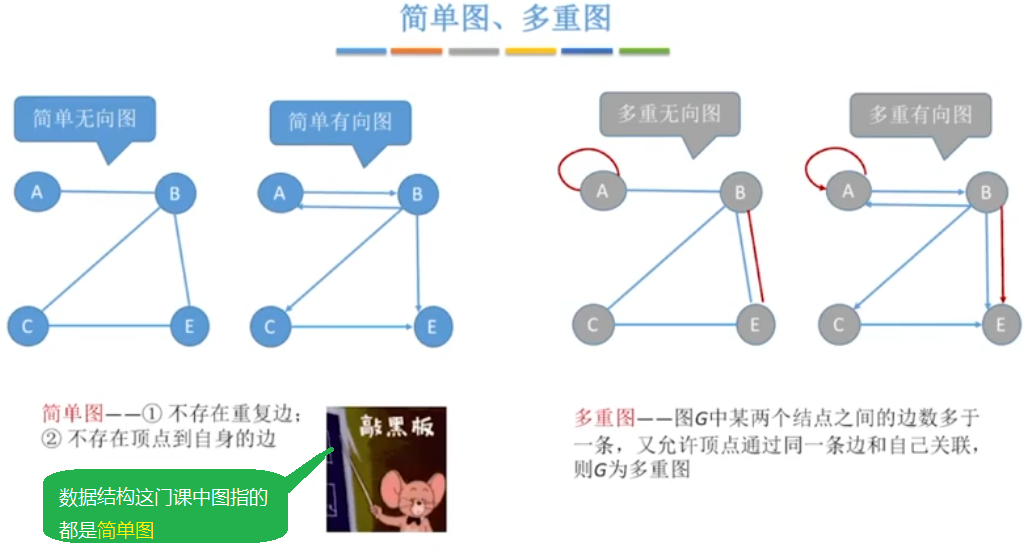 简单图、多重图
简单无向图
简单有向图
多重无向图
多重有向图
A
B
C
E
A
B
C
E
A
B
C
E
A
B
C
E
简单图——① 不存在重复边；
② 不存在顶点到自身的边
敲黑板
数据结构这门课中图指的
都是简单图
多重图——图G中某两个结点之间的边数多于
一条，又允许顶点通过同一条边和自己关联，
则G为多重图